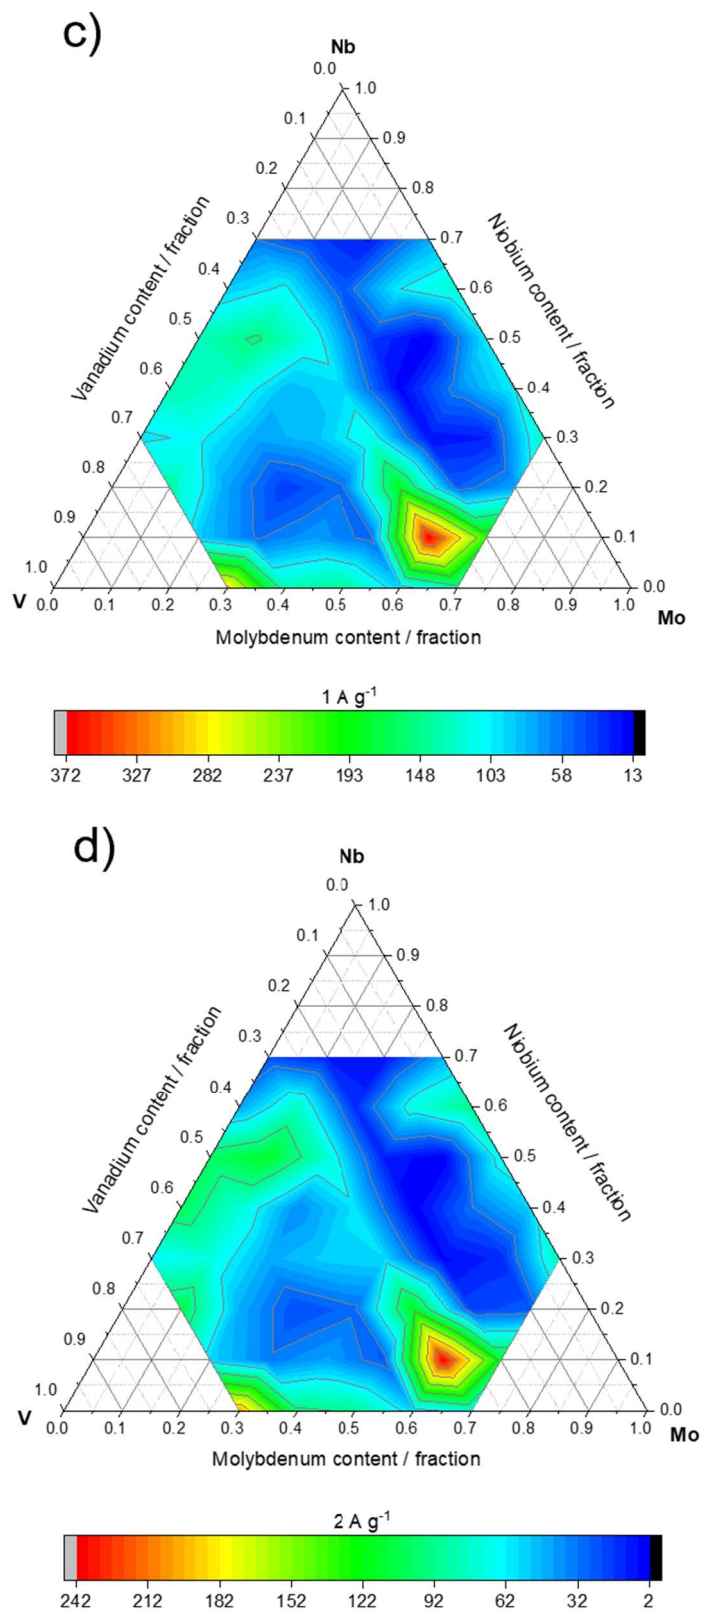 c)
Nb
0.0
1.0
0.1
0.9
0.2
0.8
0.3
0.7
Vanadium content / fraction
Niobium content / fraction
0.4
0.6
0.5
0.5
0.6
0.4
0.7
0.3
0.8
0.2
0.9
0.1
1.0
0.0
V
0.0 0.1 0.2 0.3 0.4 0.5 0.6 0.7 0.8 0.9 1.0
Mo
Molybdenum content / fraction
1 A g-1
372 327 282 237 193 148 103 58 13
d)
Nb
0.0
1.0
0.1
0.9
0.2
0.8
0.3
0.7
Vanadium content / fraction
Niobium content / fraction
0.4
0.6
0.5
0.5
0.6
0.4
0.7
0.3
0.8
0.2
0.9
0.1
1.0
0.0
V
0.0 0.1 0.2 0.3 0.4 0.5 0.6 0.7 0.8 0.9 1.0
Mo
Molybdenum content / fraction
2 A g-1
242 212 182 152 122 92 62 32 2